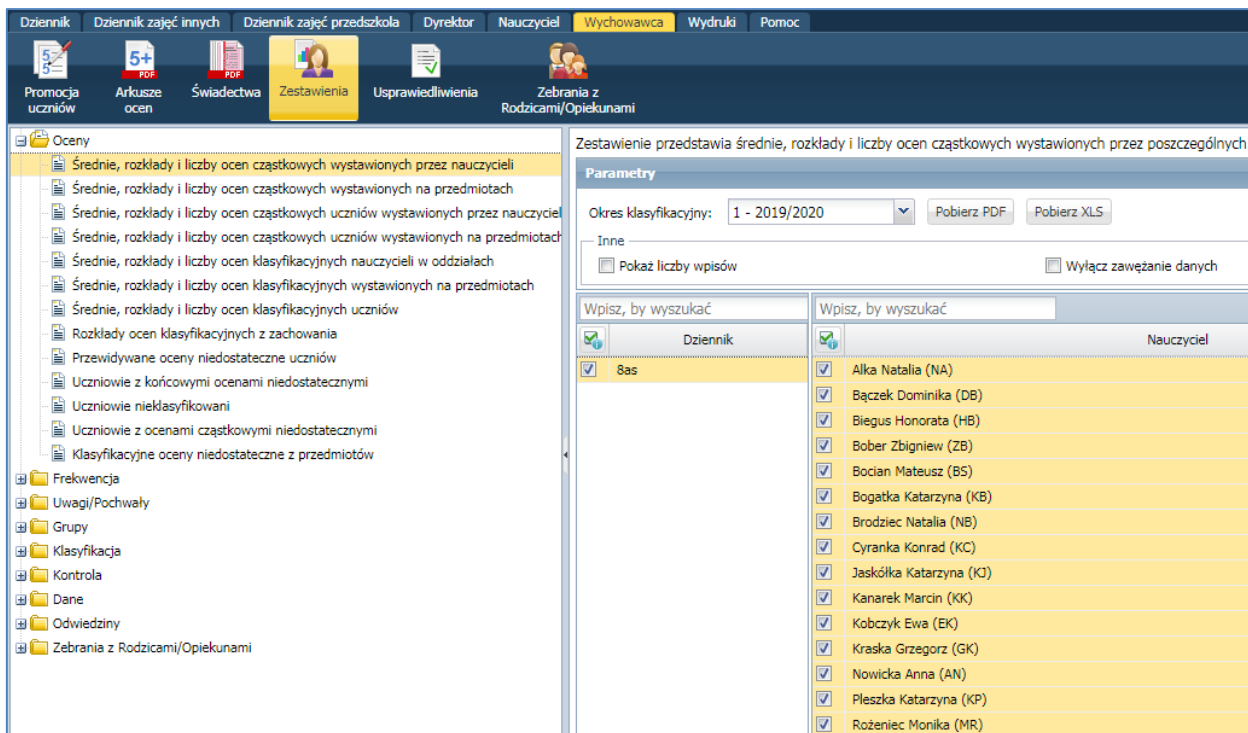 Dziennik Dziennik zajęć innych Dziennik zajęć przedszkola Dyrektor Nauczyciel Wychowawca Wydruki Pomoc
5 5 5+ PDF PDF
Promocja uczniów
Arkusze ocen
Świadectwa
Zestawienia
Usprawiedliwienia
Zebrania z Rodzicami/Opiekunami
Oceny
Średnie, rozkłady i liczby ocen cząstkowych wystawionych przez nauczycieli
Średnie, rozkłady i liczby ocen cząstkowych wystawionych na przedmiotach
Średnie, rozkłady i liczby ocen cząstkowych uczniów wystawionych przez nauczyciel
Średnie, rozkłady i liczby ocen cząstkowych uczniów wystawionych na przedmiotach
Średnie, rozkłady i liczby ocen klasyfikacyjnych nauczycieli w oddziałach
Średnie, rozkłady i liczby ocen klasyfikacyjnych wystawionych na przedmiotach
Średnie, rozkłady i liczby ocen klasyfikacyjnych uczniów
Rozkłady ocen klasyfikacyjnych z zachowania
Przewidywane oceny niedostateczne uczniów
Uczniowie z końcowymi ocenami niedostatecznymi
Uczniowie nieklasyfikowani
Uczniowie z ocenami cząstkowymi niedostatecznymi
Klasyfikacyjne oceny niedostateczne z przedmiotów
Frekwencja
Uwagi/Pochwały
Grupy
Klasyfikacja
Kontrola
Dane
Odwiedziny
Zebrania z Rodzicami/Opiekunami
Zestawienie przedstawia średnie, rozkłady i liczby ocen cząstkowych wystawionych przez poszczególnych
Parametry
Okres klasyfikacyjny: 1 - 2019/2020 Pobierz PDF Pobierz XLS
Inne
Pokaż liczby wpisów Wyłącz zawężanie danych
Wpisz, by wyszukać
Dziennik
8as
Wpisz, by wyszukać
Nauczyciel
Alka Natalia (NA)
Bączek Dominika (DB)
Biegus Honorata (HB)
Bober Zbigniew (ZB)
Bocian Mateusz (BS)
Bogatka Katarzyna (KB)
Brodziec Natalia (NB)
Cyranka Konrad (KC)
Jaskółka Katarzyna (KJ)
Kanarek Marcin (KK)
Kobczyk Ewa (EK)
Kraska Grzegorz (GK)
Nowicka Anna (AN)
Pleszka Katarzyna (KP)
Rożeniec Monika (MR)